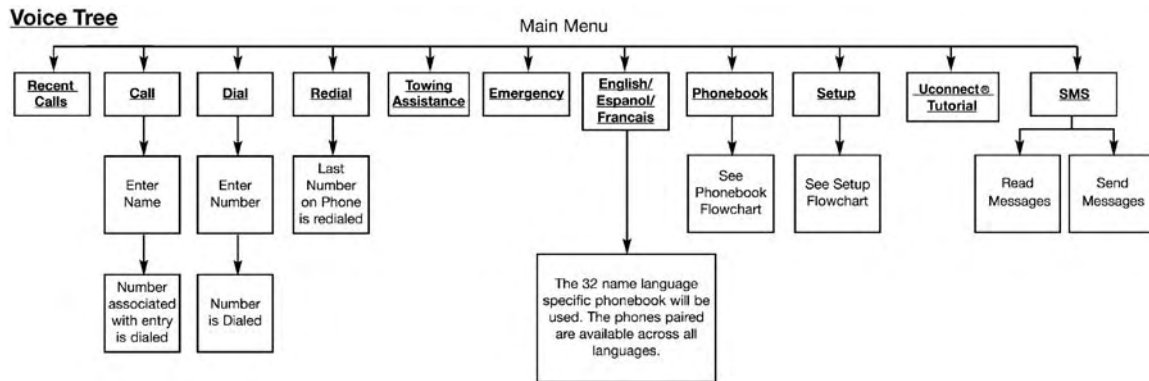 Voice Tree
Main Menu
Recent
Calls
Call
Dial
Redial
Towing
Assistance
Emergency
English/
Espanol/
Francais
Phonebook
Setup
Uconnect®
Tutorial
SMS
Enter
Name
Enter
Number
Last
Number
on Phone
is redialed
See
Phonebook
Flowchart
See Setup
Flowchart
Read
Messages
Send
Messages
Number
associated
with entry
is dialed
Number
is Dialed
The 32 name language
specific phonebook will be
used. The phones paired
are available across all
languages.